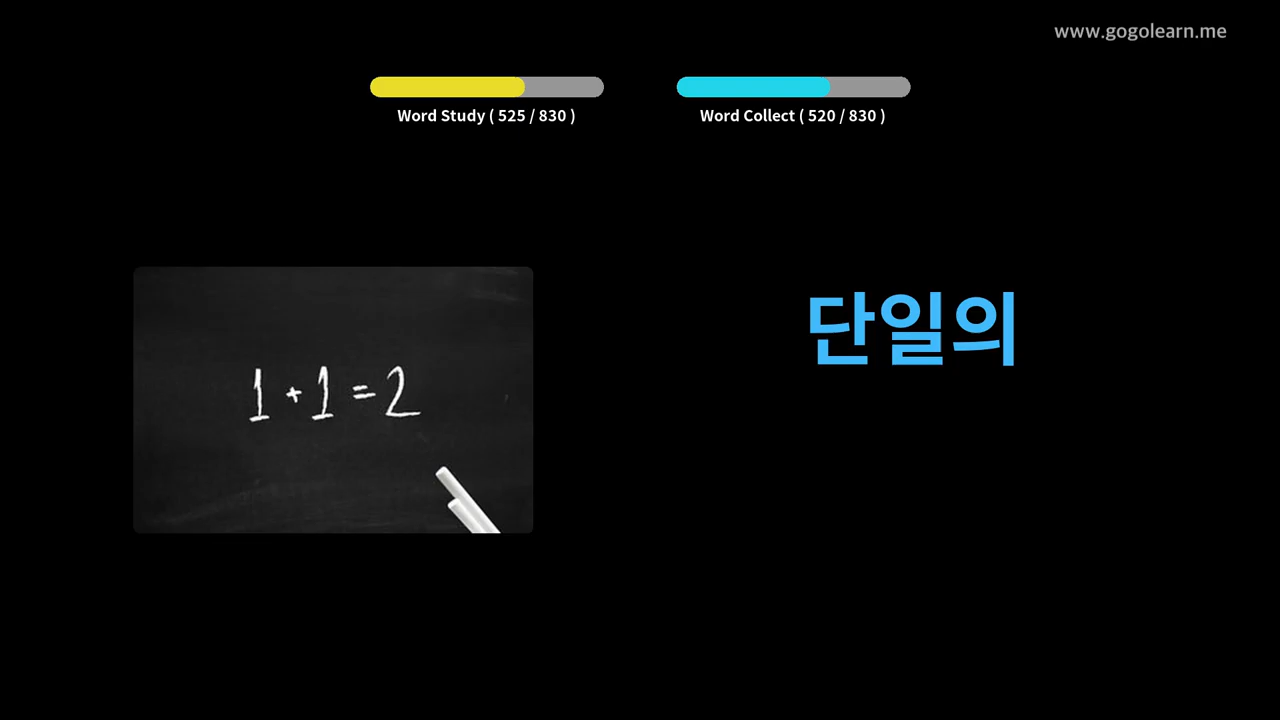 www.gogolearn.me
Word Study ( 525 / 830 )
Word Collect ( 520 / 830 )
1 + 1 = 2
단일의